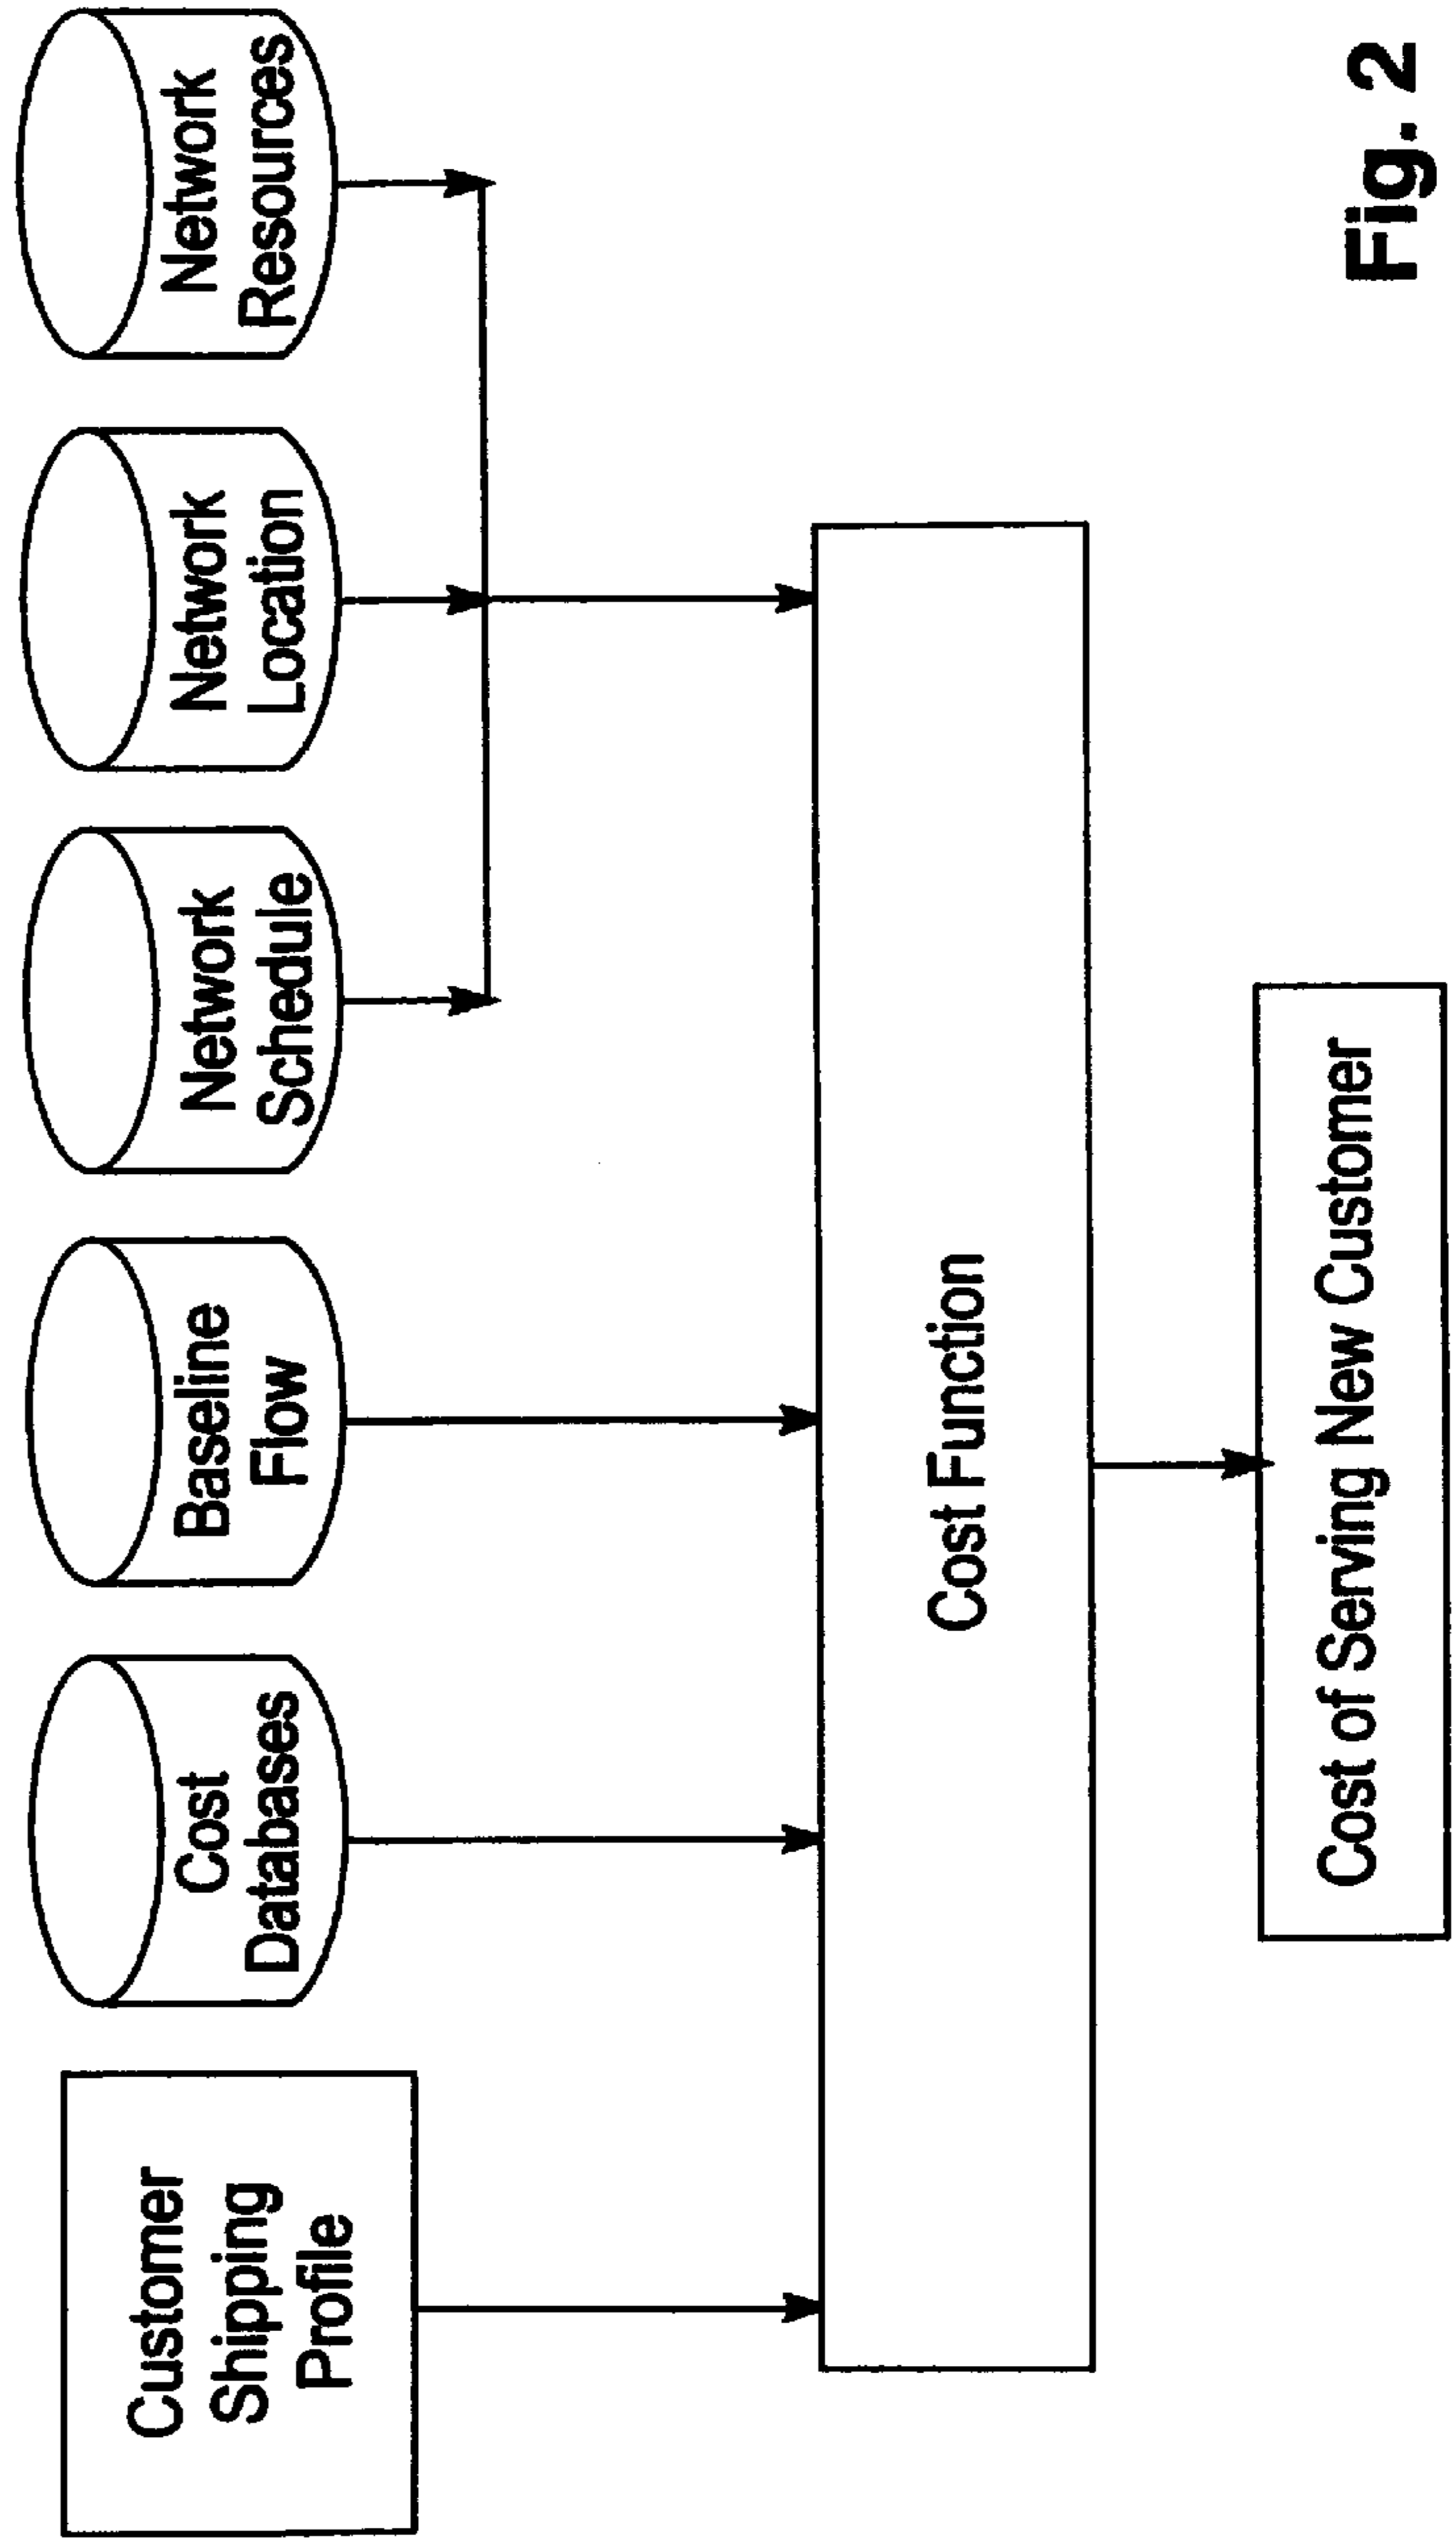 Customer
Shipping
Profile
Cost
Databases
Baseline
Flow
Network
Schedule
Network
Location
Network
Resources
Cost Function
Cost of Serving New Customer
Fig. 2